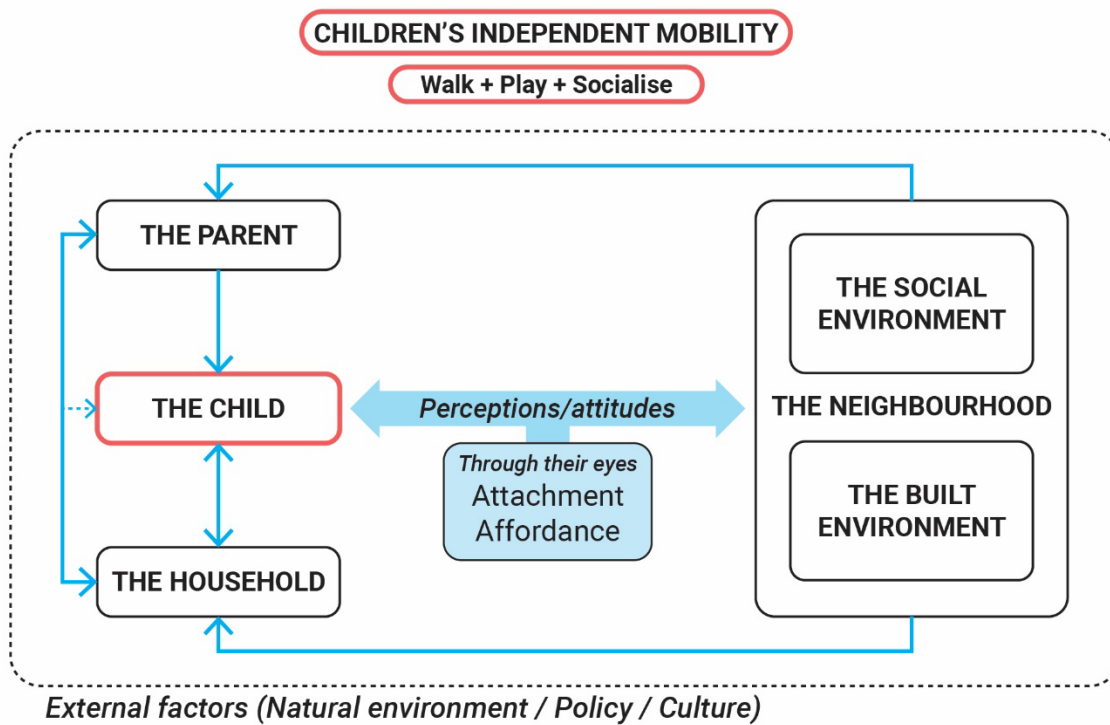 CHILDREN'S INDEPENDENT MOBILITY
Walk + Play + Socialise
THE PARENT
THE CHILD
THE HOUSEHOLD
Perceptions/attitudes
Through their eyes
Attachment
Affordance
THE SOCIAL
ENVIRONMENT
THE NEIGHBOURHOOD
THE BUILT
ENVIRONMENT
External factors (Natural environment / Policy / Culture)